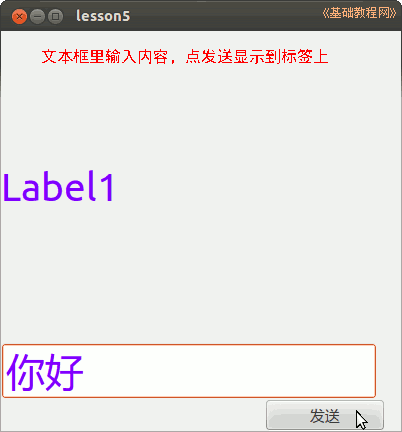 lesson5
《基础教程网》
文本框里输入内容，点发送显示到标签上
Label1
你好
发送